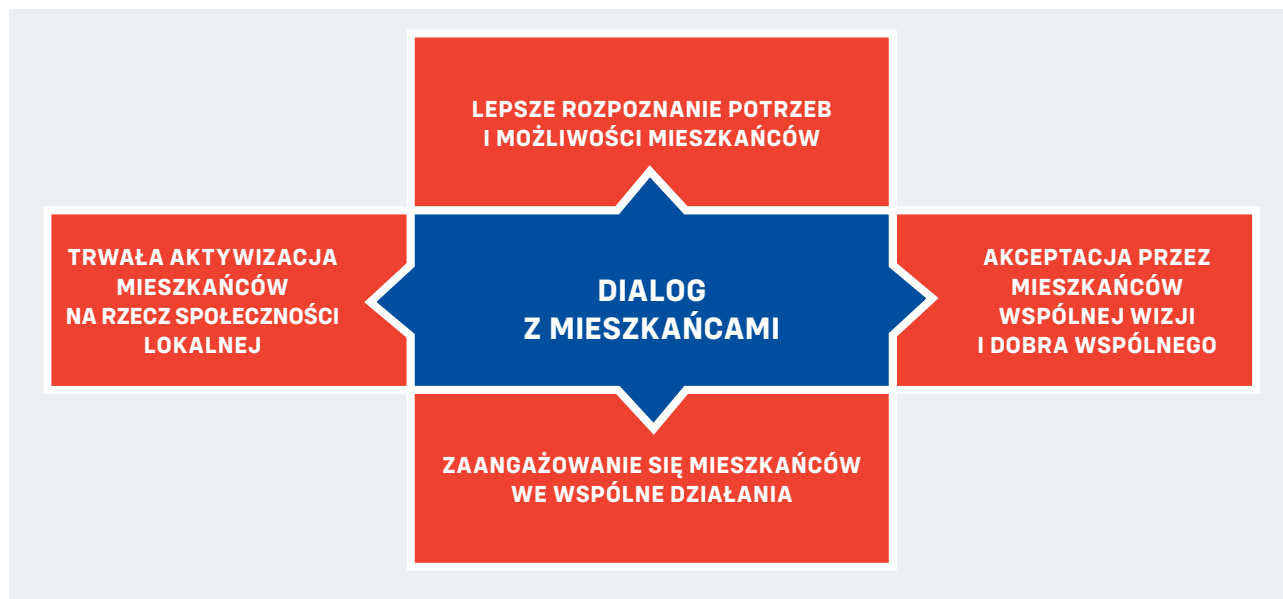 LEPSZE ROZPOZNANIE POTRZEB
I MOŻLIWOŚCI MIESZKAŃCÓW
TRWAŁA AKTYWIZACJA
MIESZKAŃCÓW
NA RZECZ SPOŁECZNOŚCI
LOKALNEJ
DIALOG
Z MIESZKAŃCAMI
AKCEPTACJA PRZEZ
MIESZKAŃCÓW
WSPÓLNEJ WIZJI
I DOBRA WSPÓLNEGO
ZAANGAŻOWANIE SIĘ MIESZKAŃCÓW
WE WSPÓLNE DZIAŁANIA